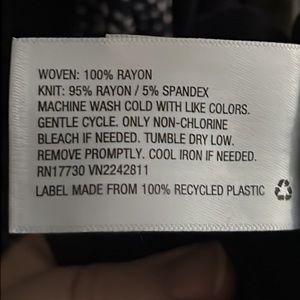 WOVEN: 100% RAYON
KNIT: 95% RAYON / 5% SPANDEX
MACHINE WASH COLD WITH LIKE COLORS.
GENTLE CYCLE. ONLY NON-CHLORINE
BLEACH IF NEEDED. TUMBLE DRY LOW.
REMOVE PROMPTLY. COOL IRON IF NEEDED.
RN17730 VN2242811
LABEL MADE FROM 100% RECYCLED PLASTIC